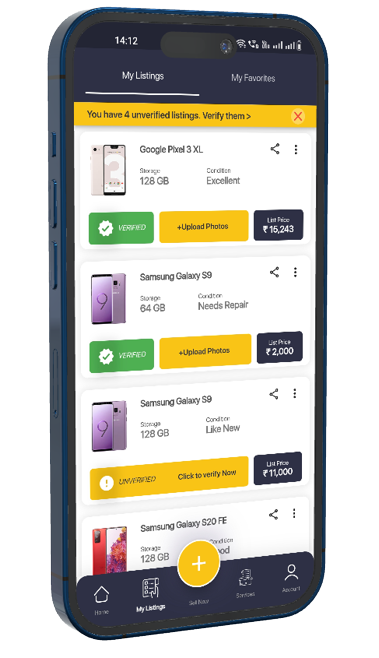 14:12
My Listings
My Favorites
You have 4 unverified listings. Verify them >
Google Pixel 3 XL
Storage
Condition
128 GB
Excellent
VERIFIED
+Upload Photos
List Price
₹ 15,243
Samsung Galaxy S9
Storage
Condition
64 GB
Needs Repair
VERIFIED
+Upload Photos
List Price
₹ 2,000
Samsung Galaxy S9
Storage
Condition
128 GB
Like New
UNVERIFIED
Click to verify Now
List Price
₹ 11,000
Samsung Galaxy S20 FE
Storage
128 GB
Home
My Listings
Sell Now
Services
Account